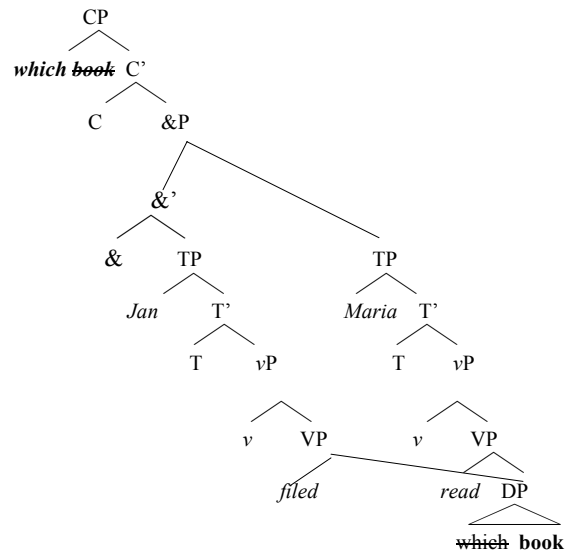 CP
which book C’
C &P
&’
& TP TP
Jan T’ Maria T’
T vP T vP
v VP v VP
filed read DP
which book